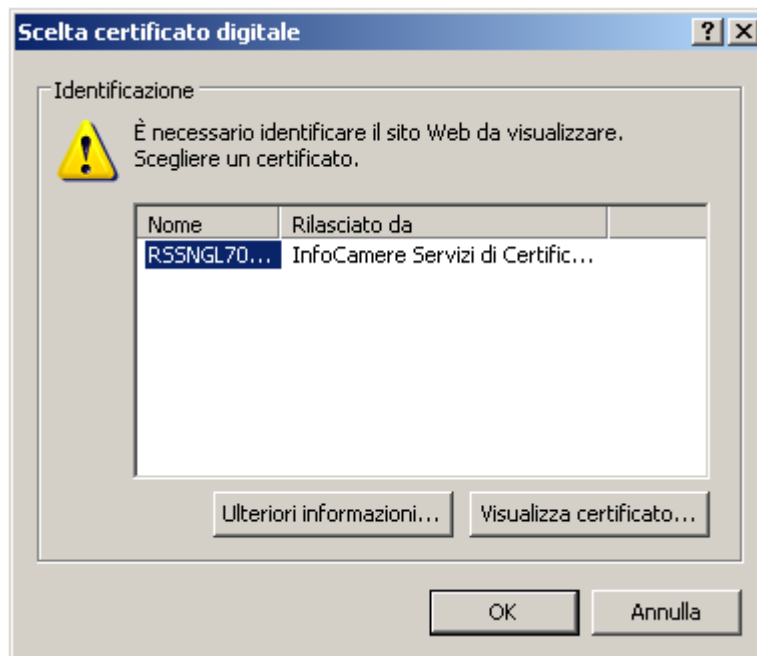 Scelta certificato digitale
Identificazione
È necessario identificare il sito Web da visualizzare.
Scegliere un certificato.
Nome Rilasciato da
RSSNGL70... InfoCamere Servizi di Certific...
Ulteriori informazioni... Visualizza certificato...
OK Annulla